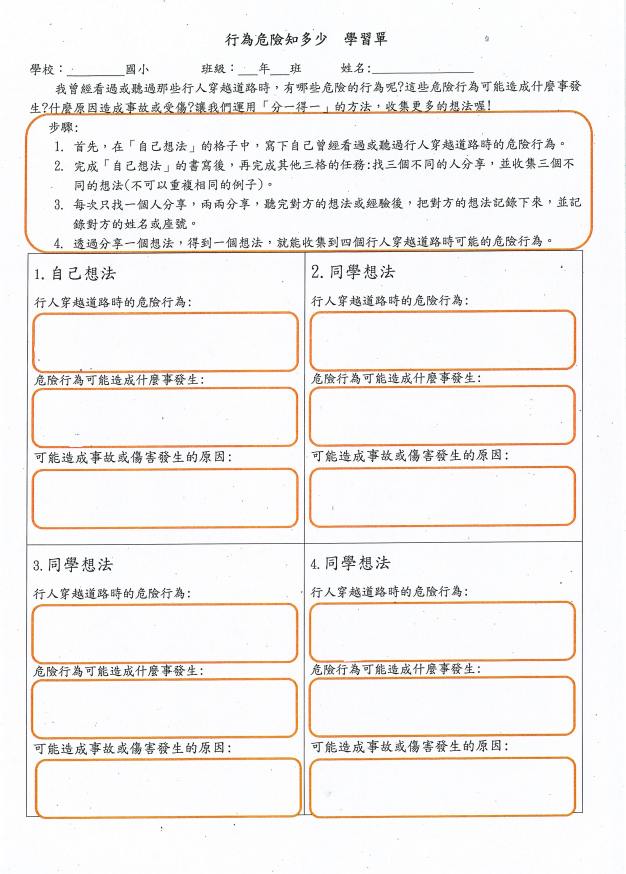 行為危險知多少　學習單
學校：________國小　　班級：___年___班　　姓名:______________
我曾經看過或聽過那些行人穿越道路時，有哪些危險的行為呢?這些危險行為可能造成什麼事發
生?什麼原因造成事故或受傷?讓我們運用「分一得一」的方法，收集更多的想法喔!
步驟:
1. 首先，在「自己想法」的格子中，寫下自己曾經看過或聽過行人穿越道路時的危險行為。
2. 完成「自己想法」的書寫後，再完成其他三格的任務:找三個不同的人分享，並收集三個不
同的想法(不可以重複相同的例子)。
3. 每次只找一個人分享，兩兩分享，聽完對方的想法或經驗後，把對方的想法記錄下來，並記
錄對方的姓名或座號。
4. 透過分享一個想法，得到一個想法，就能收集到四個行人穿越道路時可能的危險行為。
1.自己想法
行人穿越道路時的危險行為:
危險行為可能造成什麼事發生:
可能造成事故或傷害發生的原因:
2.同學想法
行人穿越道路時的危險行為:
危險行為可能造成什麼事發生:
可能造成事故或傷害發生的原因:
3.同學想法
行人穿越道路時的危險行為:
危險行為可能造成什麼事發生:
可能造成事故或傷害發生的原因:
4.同學想法
行人穿越道路時的危險行為:
危險行為可能造成什麼事發生:
可能造成事故或傷害發生的原因: